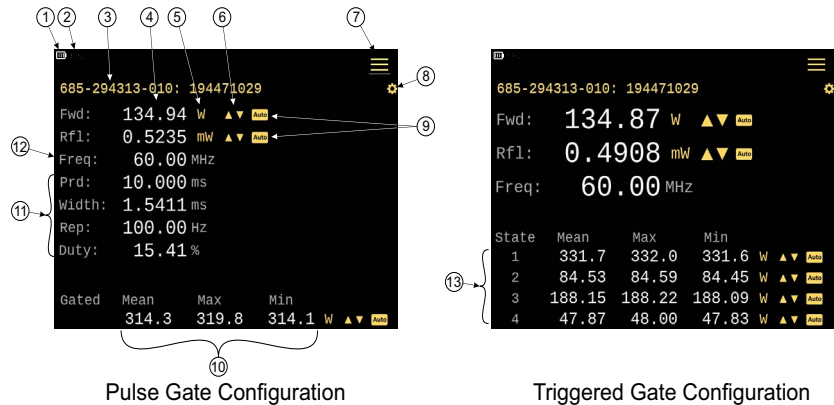 1 2 3 4 5 6 7
685-294313-010: 194471029
8
Fwd: 134.94 W ▲▼ Auto
9
Rfl: 0.5235 mW ▲▼ Auto
12
Freq: 60.00 MHz
11
Prd: 10.000 ms
Width: 1.5411 ms
Rep: 100.00 Hz
Duty: 15.41 %
Gated Mean Max Min
314.3 319.8 314.1 W ▲▼ Auto
10
Pulse Gate Configuration
685-294313-010: 194471029
Fwd: 134.87 W ▲▼ Auto
Rfl: 0.4908 mW ▲▼ Auto
Freq: 60.00 MHz
State Mean Max Min
13
1 331.7 332.0 331.6 W ▲▼ Auto
2 84.53 84.59 84.45 W ▲▼ Auto
3 188.15 188.22 188.09 W ▲▼ Auto
4 47.87 48.00 47.83 W ▲▼ Auto
Triggered Gate Configuration